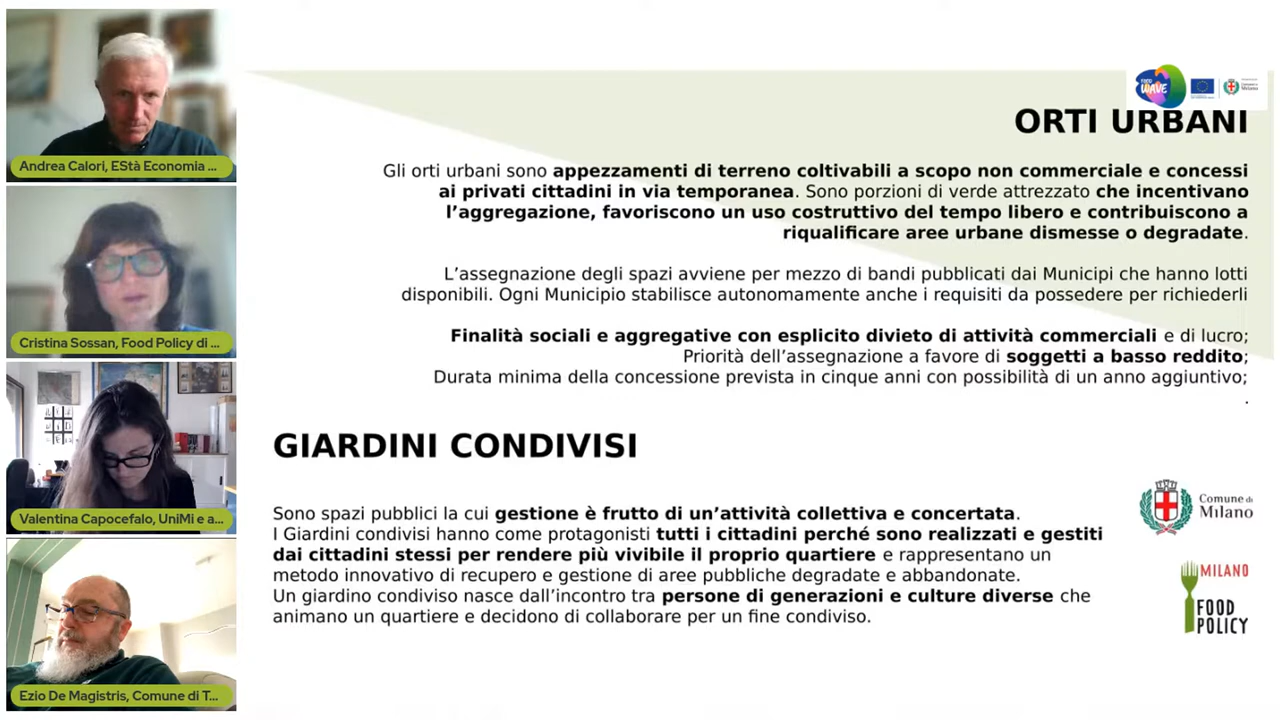 Andrea Calori, EStà Economia ...
Cristina Sossan, Food Policy di ...
Valentina Capocefalo, UniMi e a...
Ezio De Magistris, Comune di T...
FOOD
WAVE
Comune di
Milano
ORTI URBANI
Gli orti urbani sono appezzamenti di terreno coltivabili a scopo non commerciale e concessi
ai privati cittadini in via temporanea. Sono porzioni di verde attrezzato che incentivano
l’aggregazione, favoriscono un uso costruttivo del tempo libero e contribuiscono a
riqualificare aree urbane dismesse o degradate.
L’assegnazione degli spazi avviene per mezzo di bandi pubblicati dai Municipi che hanno lotti
disponibili. Ogni Municipio stabilisce autonomamente anche i requisiti da possedere per richiederli
Finalità sociali e aggregative con esplicito divieto di attività commerciali e di lucro;
Priorità dell’assegnazione a favore di soggetti a basso reddito;
Durata minima della concessione prevista in cinque anni con possibilità di un anno aggiuntivo;
.
GIARDINI CONDIVISI
Sono spazi pubblici la cui gestione è frutto di un’attività collettiva e concertata.
I Giardini condivisi hanno come protagonisti tutti i cittadini perché sono realizzati e gestiti
dai cittadini stessi per rendere più vivibile il proprio quartiere e rappresentano un
metodo innovativo di recupero e gestione di aree pubbliche degradate e abbandonate.
Un giardino condiviso nasce dall’incontro tra persone di generazioni e culture diverse che
animano un quartiere e decidono di collaborare per un fine condiviso.
Comune di
Milano
MILANO
FOOD
POLICY